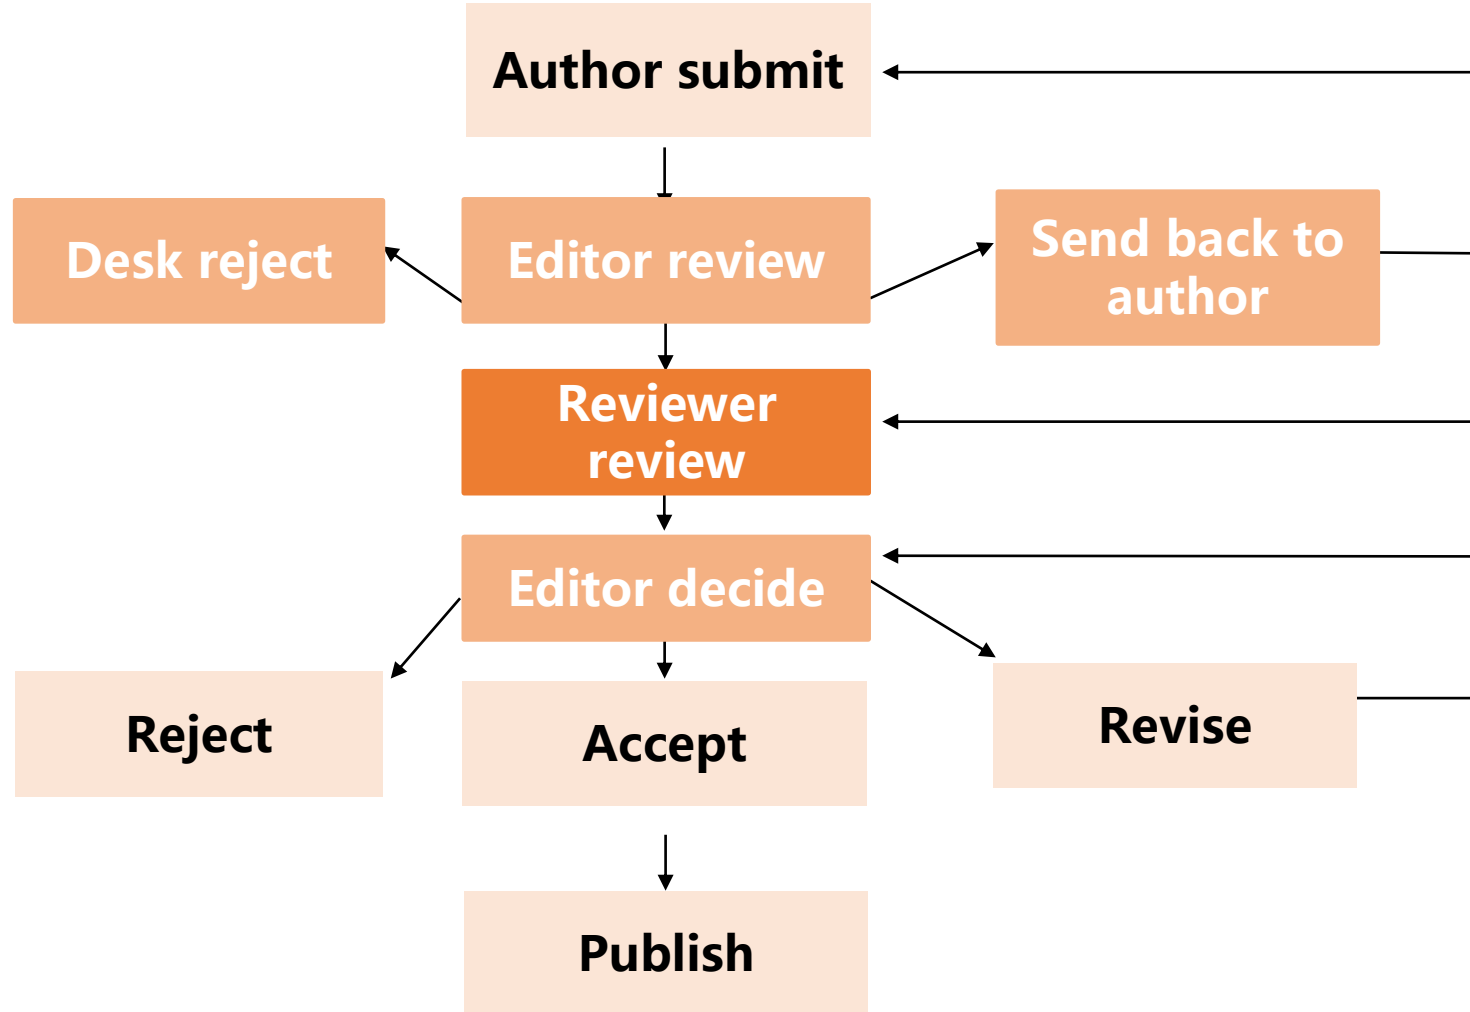 Author submit
Desk reject
Editor review
Send back to
author
Reviewer
review
Editor decide
Reject
Accept
Revise
Publish